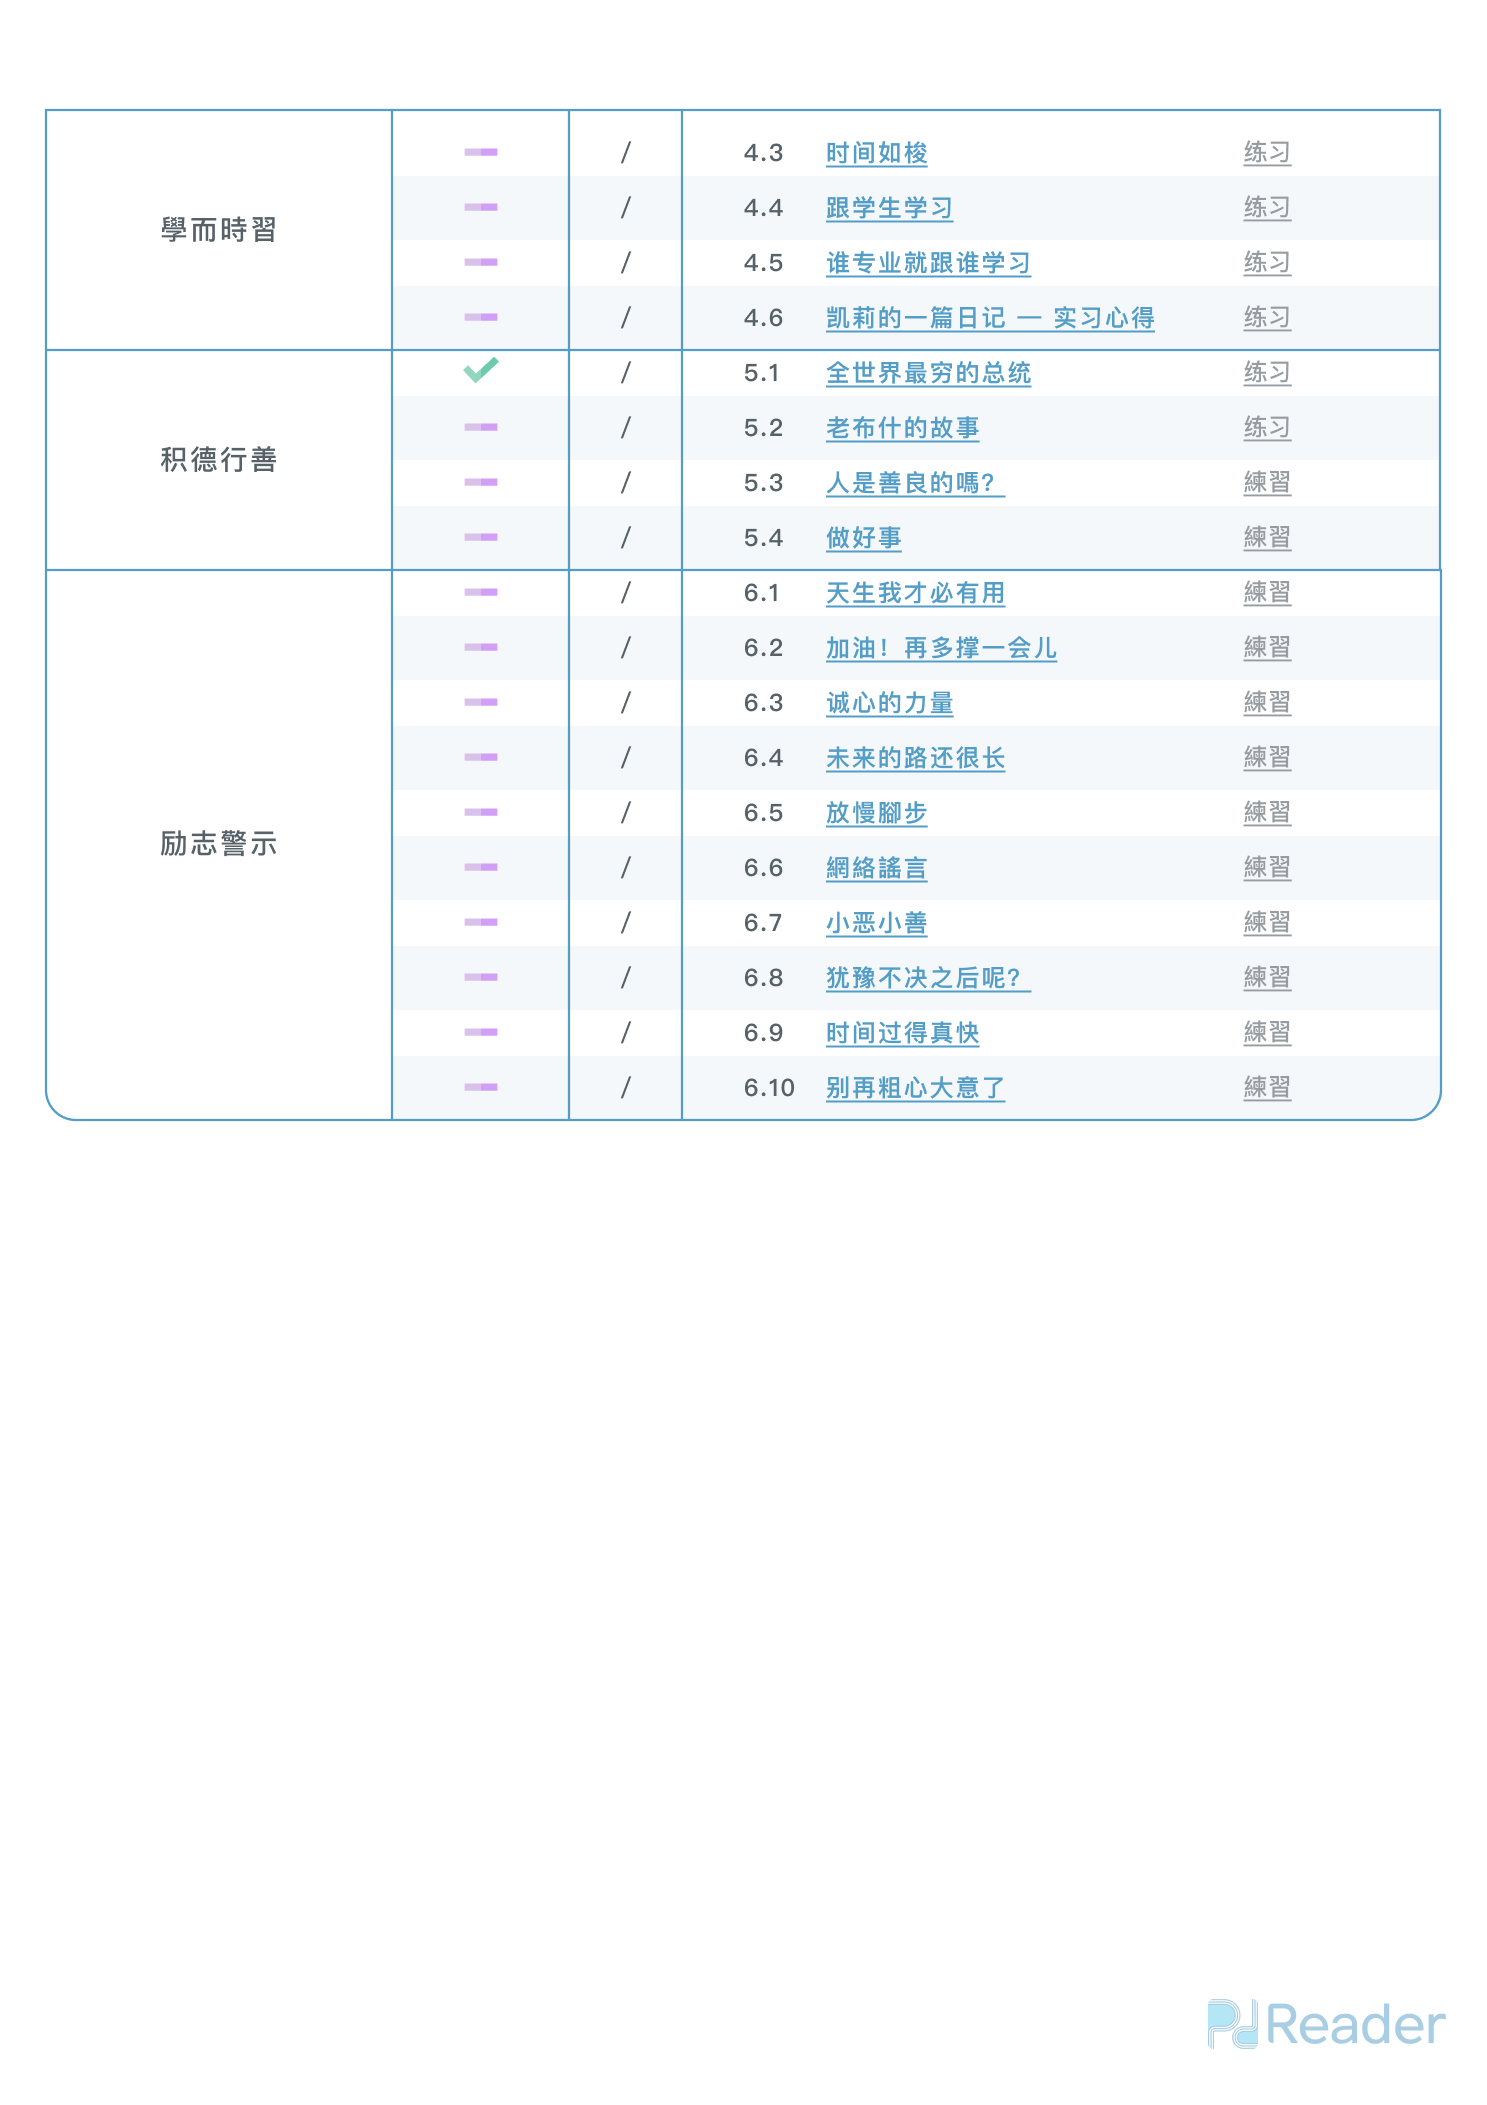 學而時習
/ 4.3 时间如梭 练习
/ 4.4 跟学生学习 练习
/ 4.5 谁专业就跟谁学习 练习
/ 4.6 凯莉的一篇日记 — 实习心得 练习
积德行善
/ 5.1 全世界最穷的总统 练习
/ 5.2 老布什的故事 练习
/ 5.3 人是善良的嗎？ 練習
/ 5.4 做好事 練習
励志警示
/ 6.1 天生我才必有用 練習
/ 6.2 加油！再多撑一会儿 練習
/ 6.3 诚心的力量 練習
/ 6.4 未来的路还很长 練習
/ 6.5 放慢腳步 練習
/ 6.6 網絡謠言 練習
/ 6.7 小恶小善 練習
/ 6.8 犹豫不决之后呢？ 練習
/ 6.9 时间过得真快 練習
/ 6.10 别再粗心大意了 練習
Pd Reader